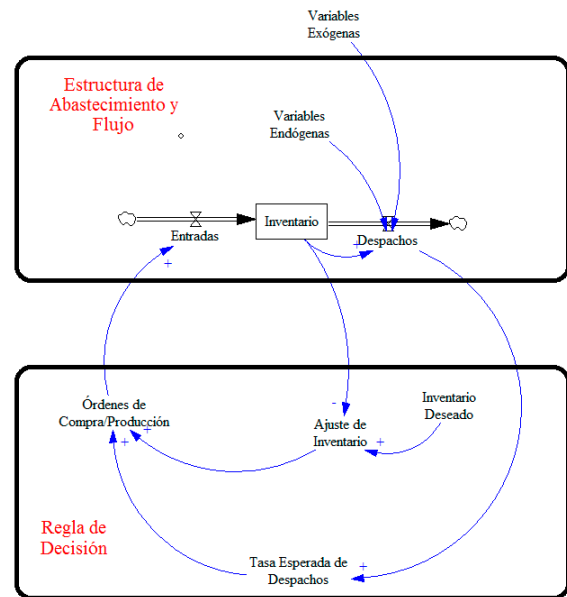 Variables
Exógenas
Estructura de
Abastecimiento y
Flujo
Variables
Endógenas
Inventario
Entradas
+
Despachos
+
Órdenes de
Compra/Producción
+
+
-
Ajuste de
Inventario
+
Inventario
Deseado
Regla de
Decisión
Tasa Esperada de
Despachos
+